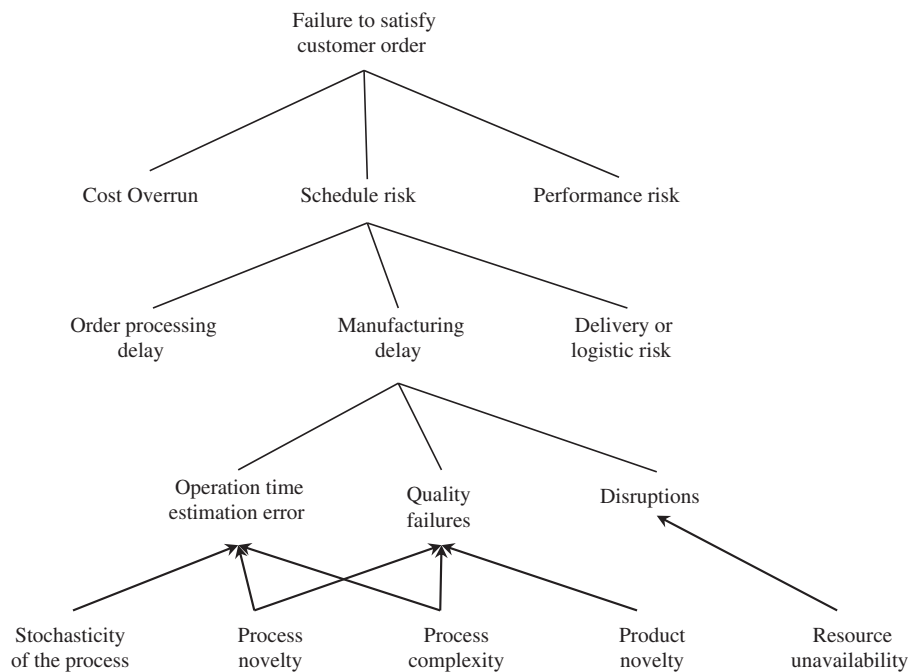 Failure to satisfy
customer order
Cost Overrun
Schedule risk
Performance risk
Order processing
delay
Manufacturing
delay
Delivery or
logistic risk
Operation time
estimation error
Quality
failures
Disruptions
Stochasticity
of the process
Process
novelty
Process
complexity
Product
novelty
Resource
unavailability